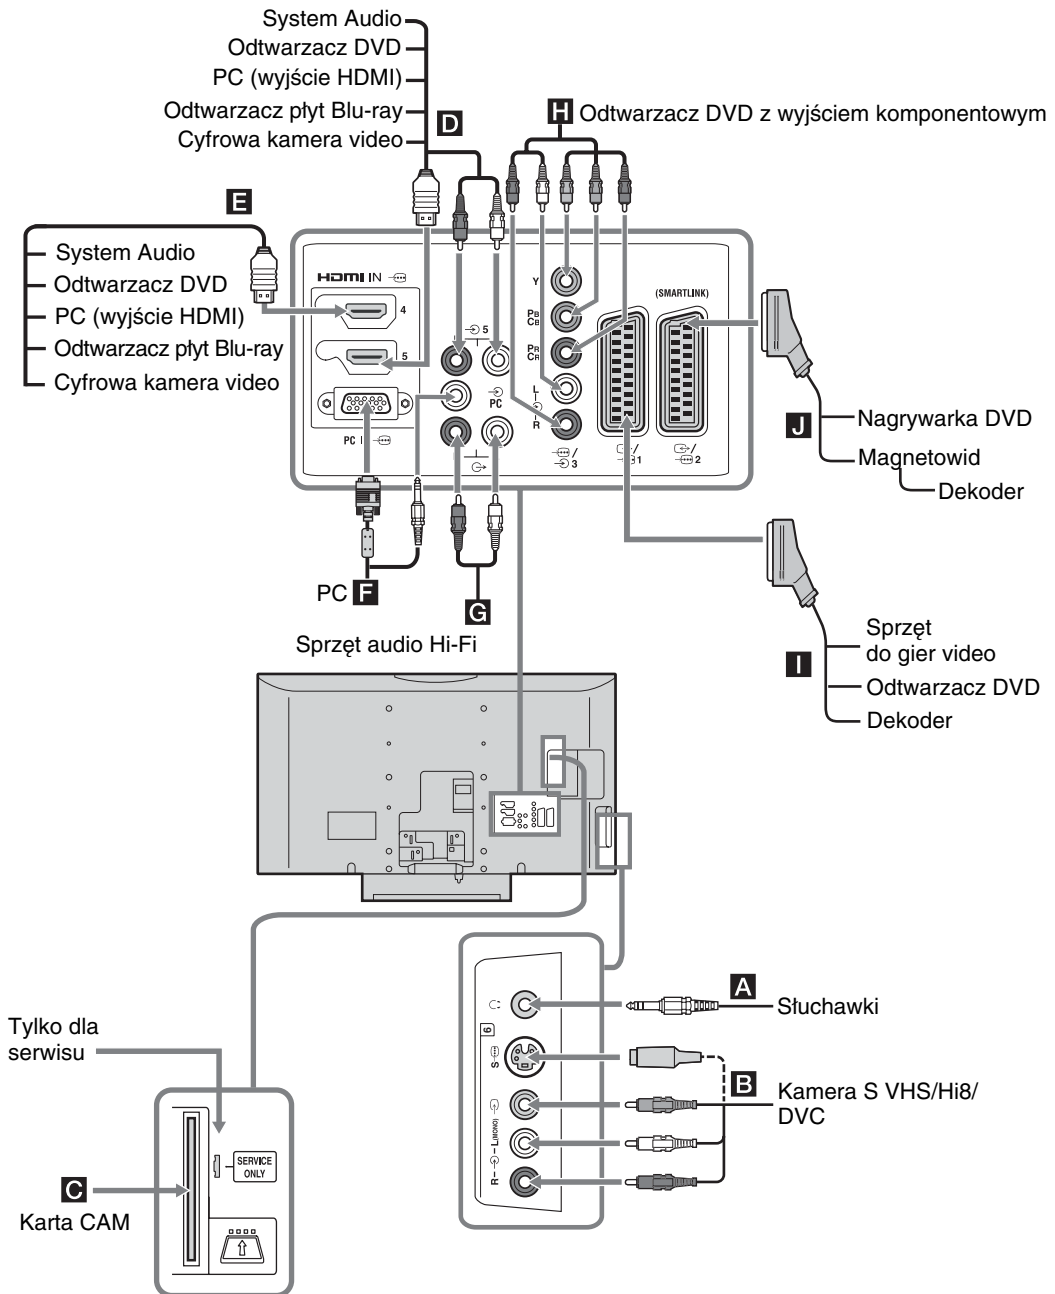 System Audio
Odtwarzacz DVD
PC (wyjście HDMI)
Odtwarzacz płyt Blu-ray
Cyfrowa kamera video
D
H Odtwarzacz DVD z wyjściem komponentowym
E
System Audio
Odtwarzacz DVD
PC (wyjście HDMI)
Odtwarzacz płyt Blu-ray
Cyfrowa kamera video
HDMI IN
4
5
PC
5
PC
Y
PB
CB
PR
CR
L
R
/
3
/
1
(SMARTLINK)
/
2
J
Nagrywarka DVD
Magnetowid
Dekoder
PC F
G
Sprzęt audio Hi-Fi
I
Sprzęt
do gier video
Odtwarzacz DVD
Dekoder
A
Słuchawki
6
S
L(MONO)
R
B
Kamera S VHS/Hi8/
DVC
Tylko dla
serwisu
SERVICE
ONLY
C
Karta CAM